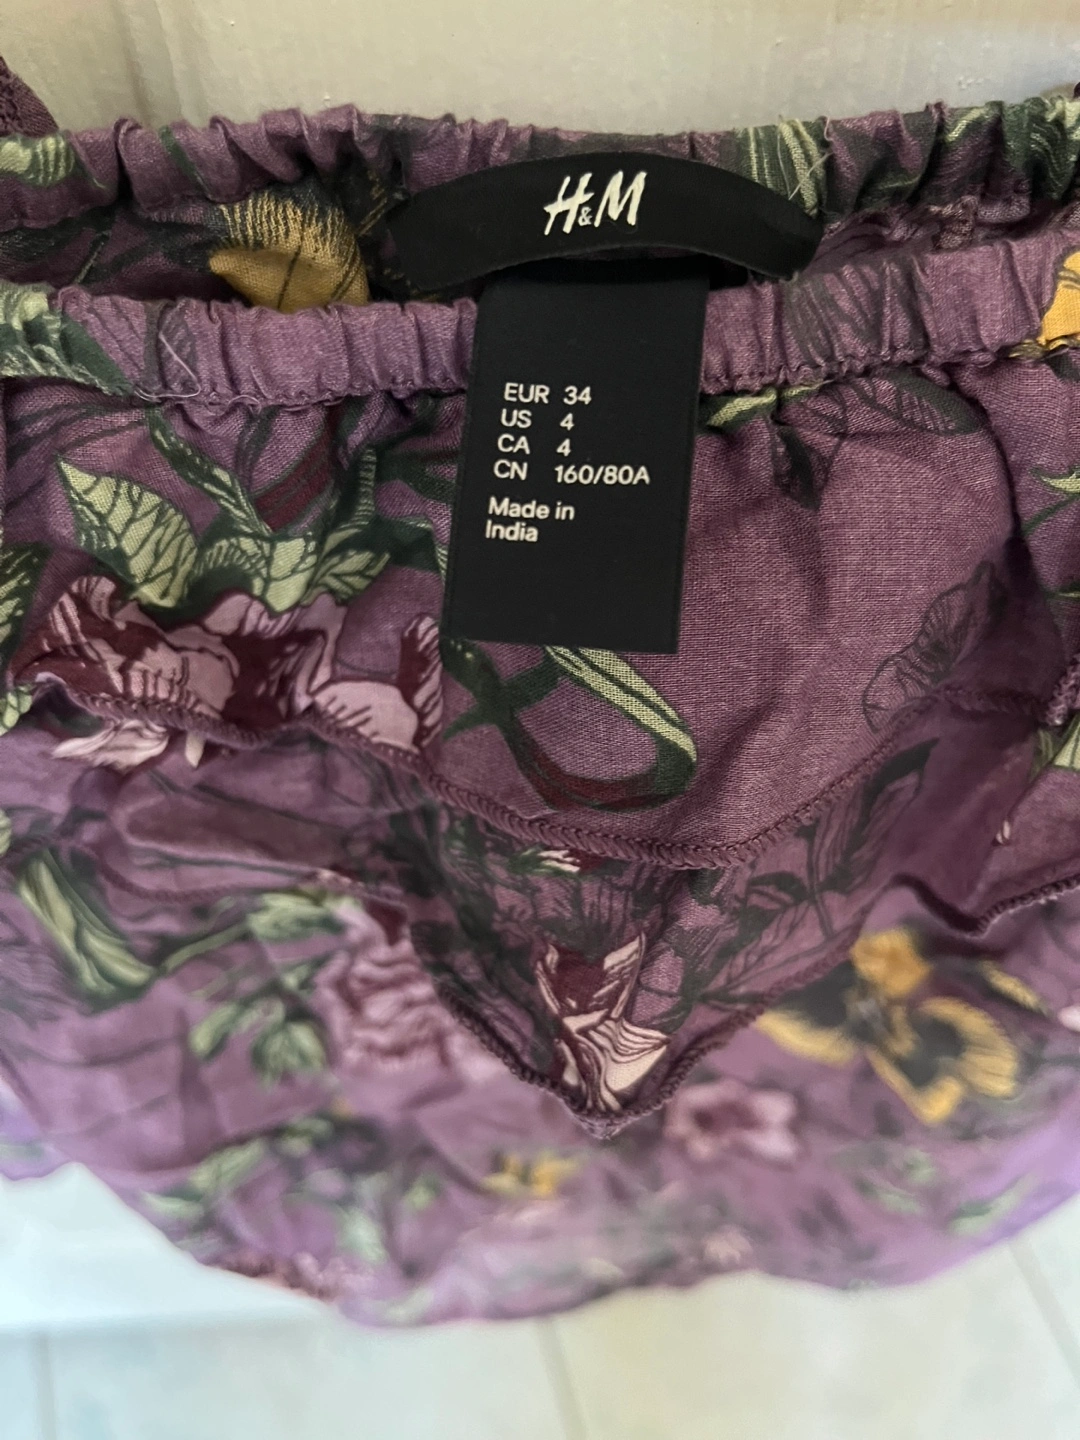 H&M
EUR 34
US 4
CA 4
CN 160/80A
Made in
India